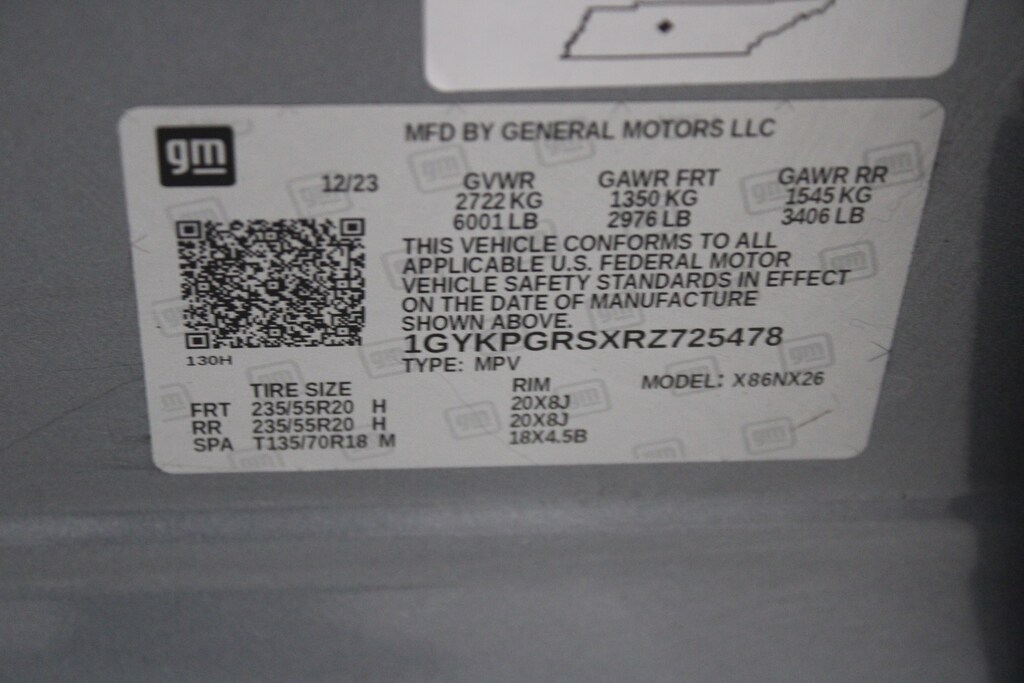 gm
MFD BY GENERAL MOTORS LLC
12/23
GVWR GAWR FRT GAWR RR
2722 KG 1350 KG 1545 KG
6001 LB 2976 LB 3406 LB
THIS VEHICLE CONFORMS TO ALL
APPLICABLE U.S. FEDERAL MOTOR
VEHICLE SAFETY STANDARDS IN EFFECT
ON THE DATE OF MANUFACTURE
SHOWN ABOVE.
1GYKPGRSXRZ725478
130H
TYPE: MPV
TIRE SIZE RIM MODEL: X86NX26
FRT 235/55R20 H 20X8J
RR 235/55R20 H 20X8J
SPA T135/70R18 M 18X4.5B